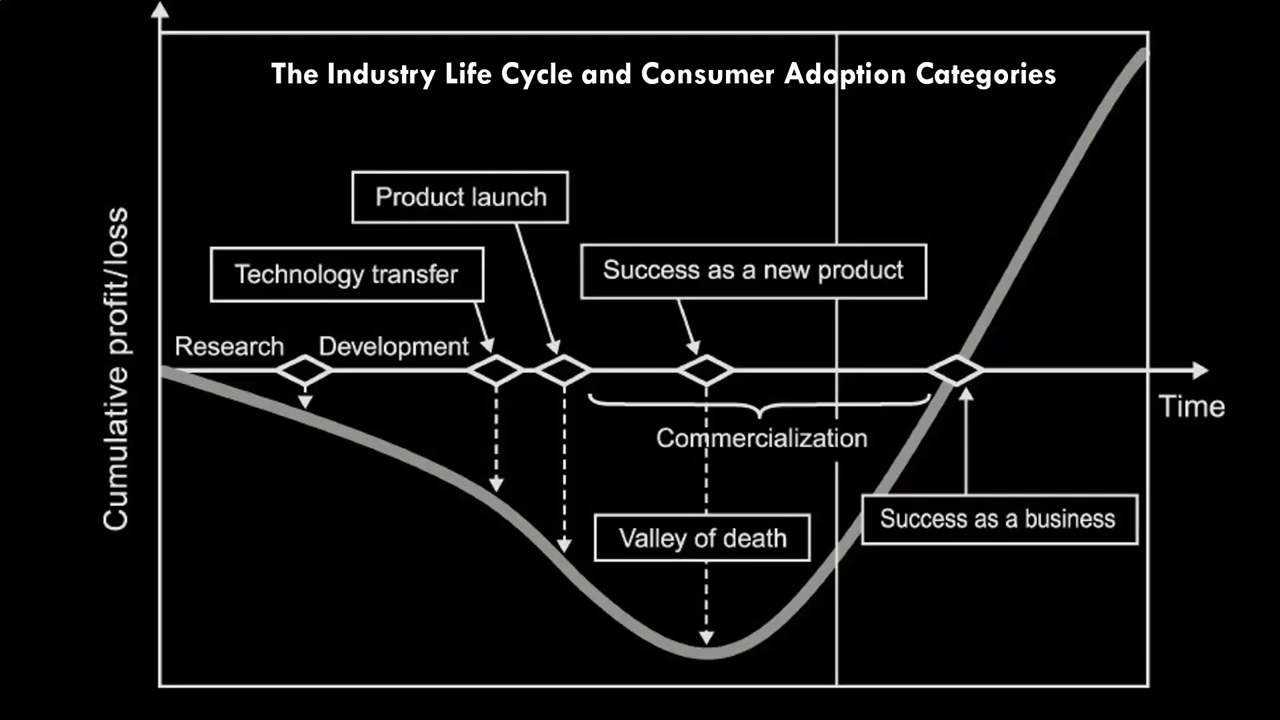 The Industry Life Cycle and Consumer Adoption Categories
Product launch
Technology transfer
Success as a new product
Research
Development
Time
Cumulative profit/loss
Commercialization
Success as a business
Valley of death